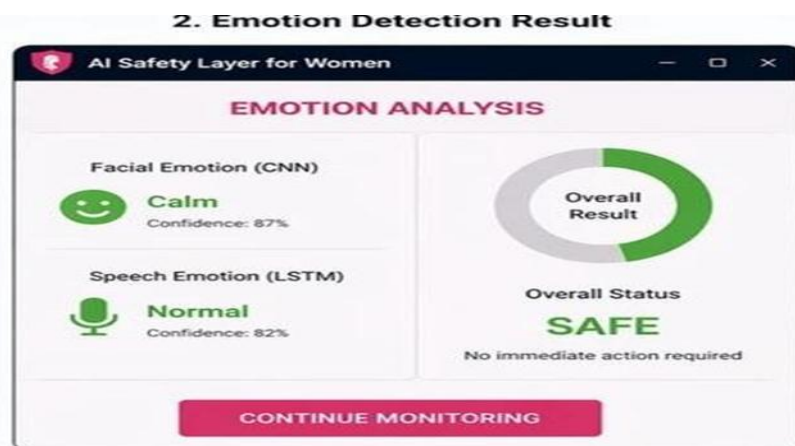 2. Emotion Detection Result
AI Safety Layer for Women
EMOTION ANALYSIS
Facial Emotion (CNN)
Calm
Confidence: 87%
Speech Emotion (LSTM)
Normal
Confidence: 82%
Overall
Result
Overall Status
SAFE
No immediate action required
CONTINUE MONITORING